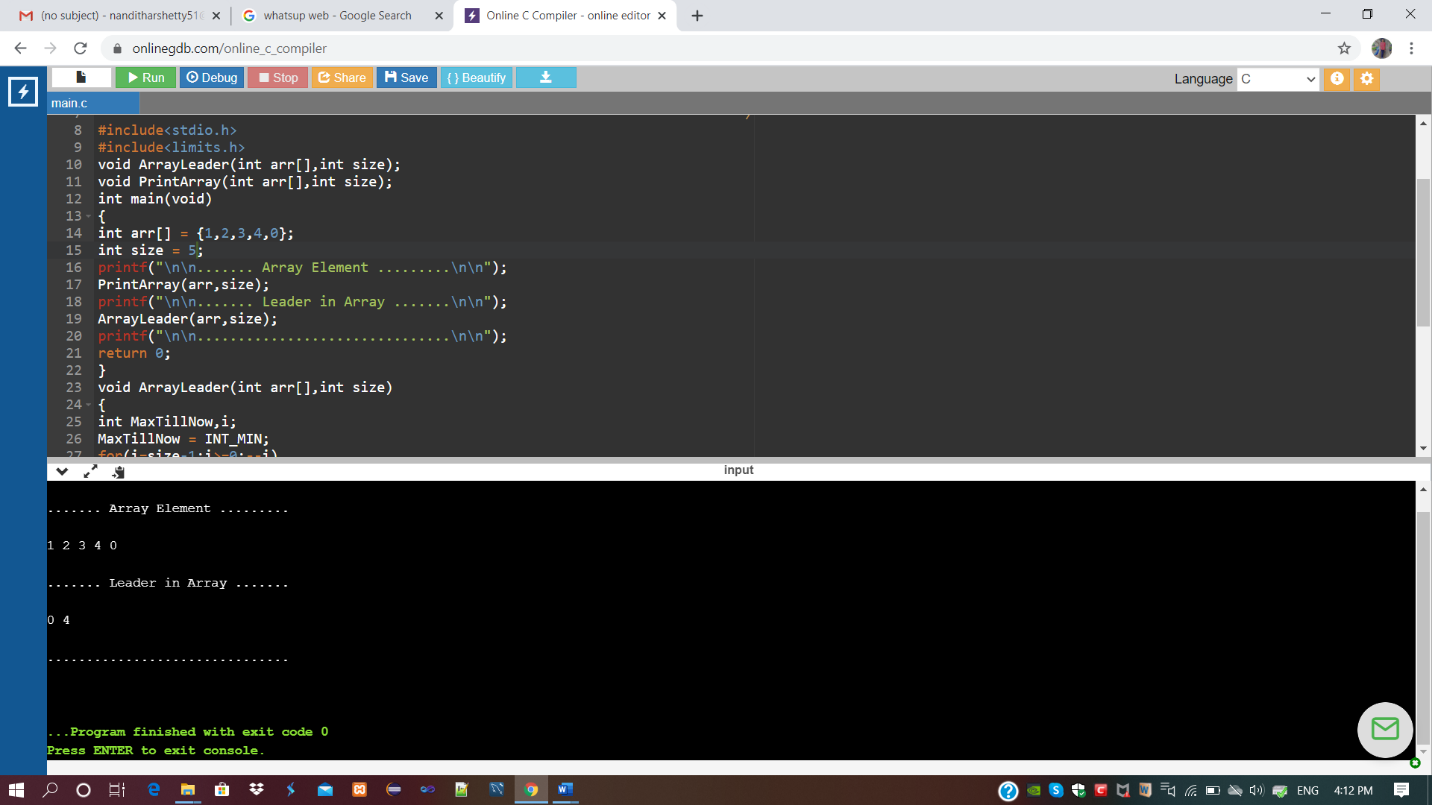 (no subject) - nanditharshetty51
whatsup web - Google Search
Online C Compiler - online editor
onlinegdb.com/online_c_compiler
Run Debug Stop Share Save { } Beautify
Language C
main.c
8 #include<stdio.h>
9 #include<limits.h>
10 void ArrayLeader(int arr[],int size);
11 void PrintArray(int arr[],int size);
12 int main(void)
13 {
14 int arr[] = {1,2,3,4,0};
15 int size = 5;
16 printf("\n\n....... Array Element .........\n\n");
17 PrintArray(arr,size);
18 printf("\n\n....... Leader in Array .......\n\n");
19 ArrayLeader(arr,size);
20 printf("\n\n...............................\n\n");
21 return 0;
22 }
23 void ArrayLeader(int arr[],int size)
24 {
25 int MaxTillNow,i;
26 MaxTillNow = INT_MIN;
27 for(i=size-1;i>=0;--i)
input
....... Array Element .........
1 2 3 4 0
....... Leader in Array .......
0 4
...............................
...Program finished with exit code 0
Press ENTER to exit console.
ENG 4:12 PM